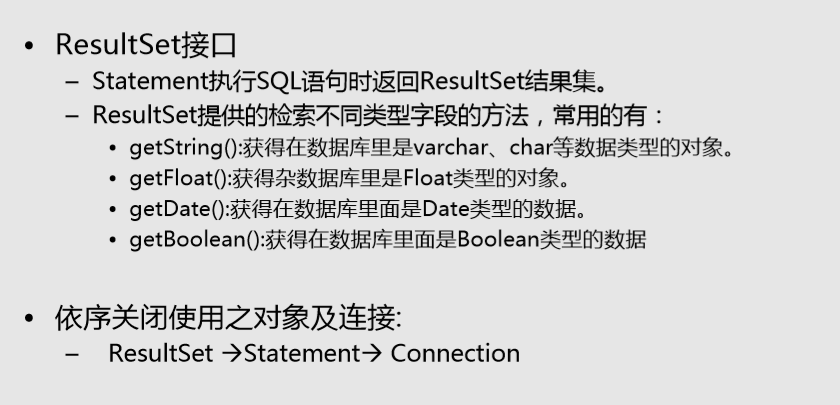 • ResultSet接口
– Statement执行SQL语句时返回ResultSet结果集。
– ResultSet提供的检索不同类型字段的方法，常用的有：
• getString():获得在数据库里是varchar、char等数据类型的对象。
• getFloat():获得杂数据库里是Float类型的对象。
• getDate():获得在数据库里面是Date类型的数据。
• getBoolean():获得在数据库里面是Boolean类型的数据
• 依序关闭使用之对象及连接:
– ResultSet →Statement→ Connection